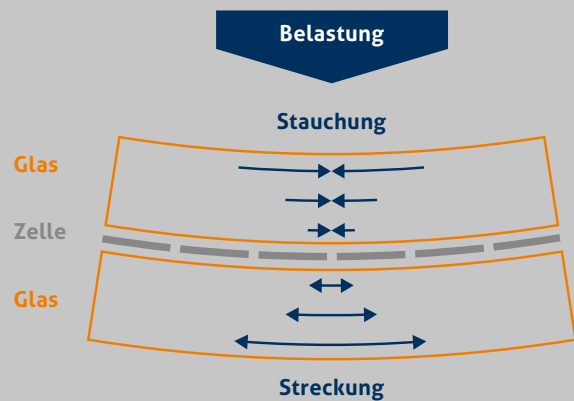 Belastung
Stauchung
Glas
Zelle
Glas
Streckung